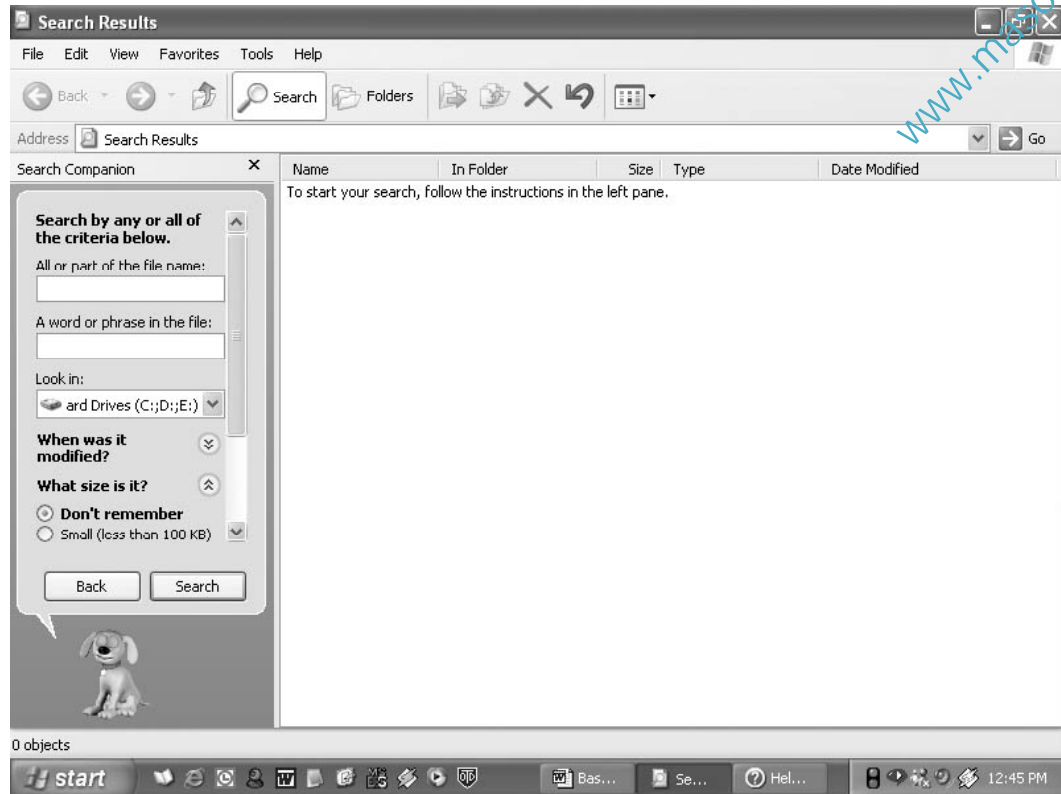 Search Results
www.maso
File Edit View Favorites Tools Help
Back Search Folders
Address Search Results Go
Search Companion
Name In Folder Size Type Date Modified
To start your search, follow the instructions in the left pane.
Search by any or all of
the criteria below.
All or part of the file name:
A word or phrase in the file:
Look in:
ard Drives (C:;D:;E:)
When was it
modified?
What size is it?
Don't remember
Small (less than 100 KB)
Back Search
0 objects
start Bas... Se... Hel... 12:45 PM